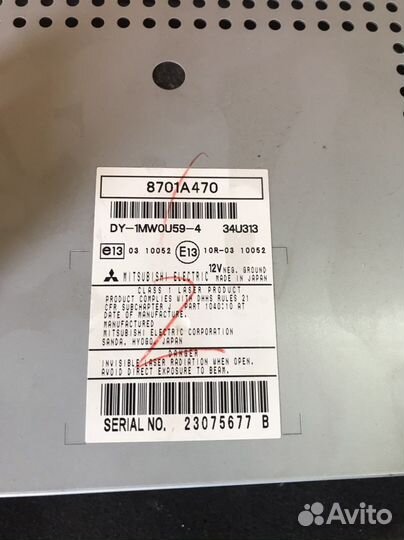 8701A470
DY-1MW0U59-4 34U313
e13 03 10052 E13 10R-03 10052
MITSUBISHI ELECTRIC 12V NEG. GROUND
MADE IN JAPAN
CLASS 1 LASER PRODUCT
PRODUCT COMPLIES WITH DHHS RULES 21
CFR SUBCHAPTER J PART 1040:10 AT
DATE OF MANUFACTURE.
MANUFACTURED
MITSUBISHI ELECTRIC CORPORATION
SANDA, HYOGO, JAPAN
DANGER
INVISIBLE LASER RADIATION WHEN OPEN.
AVOID DIRECT EXPOSURE TO BEAM.
SERIAL NO. 23075677 B
Avito